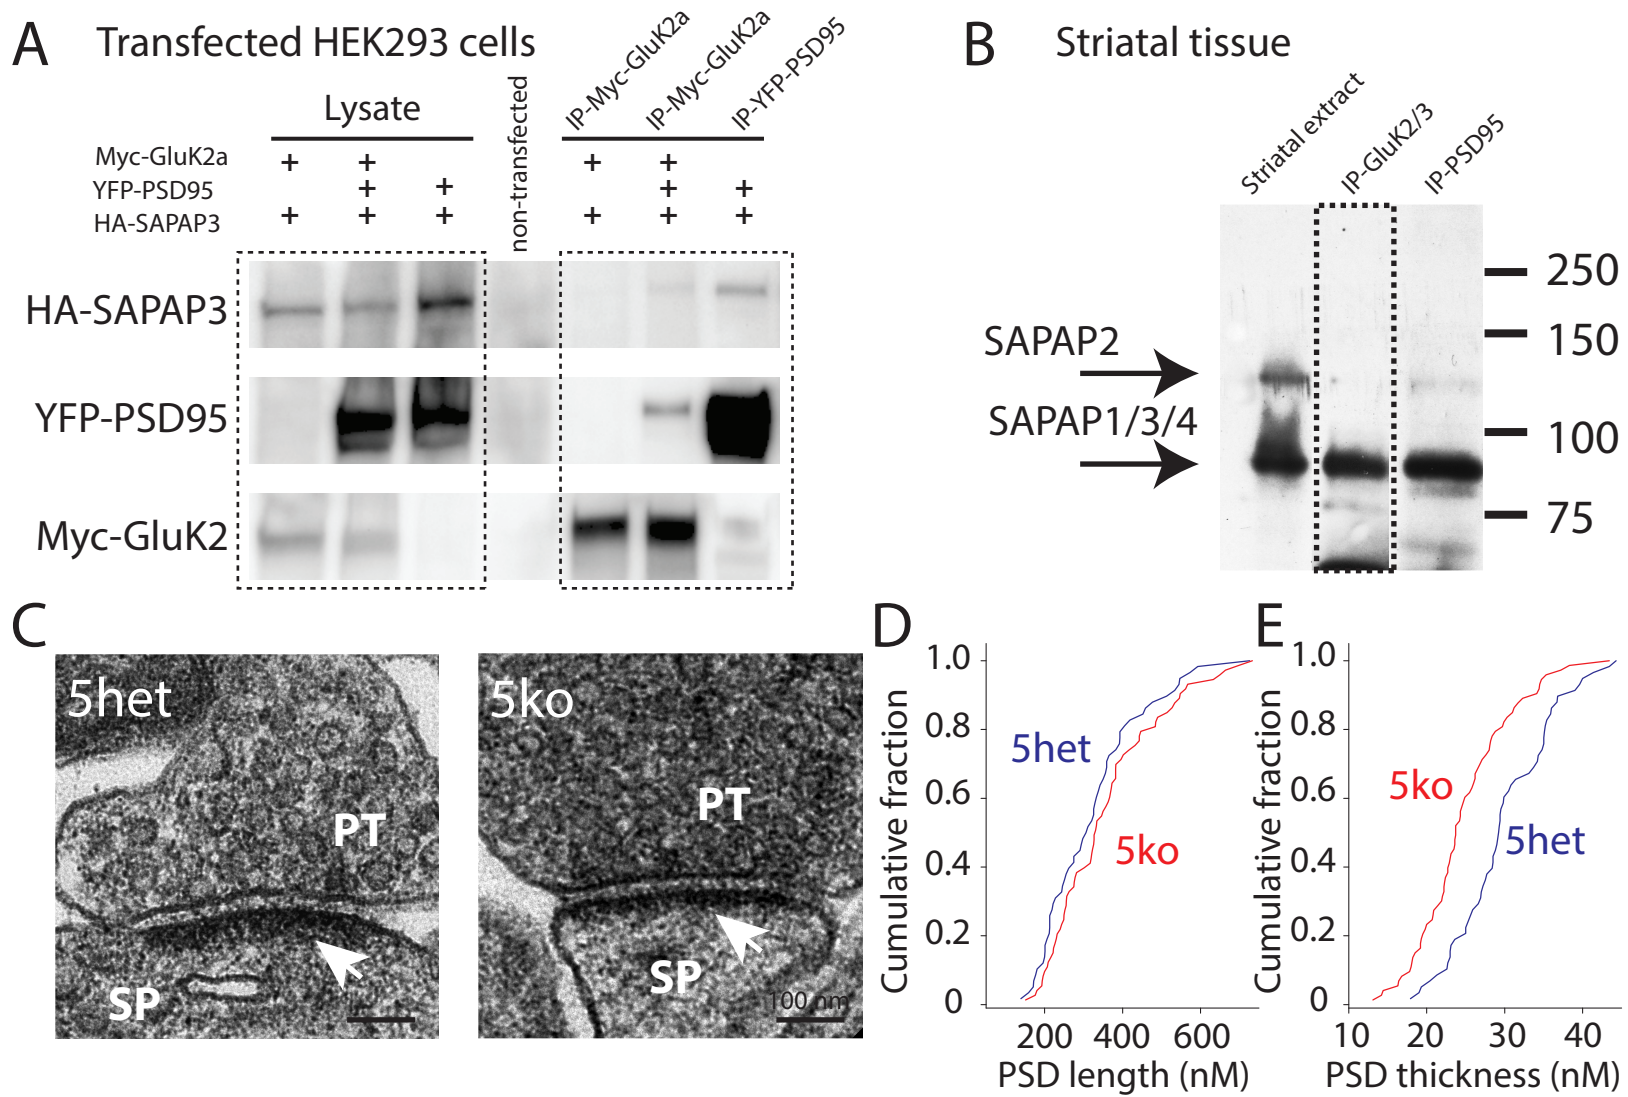 A
Transfected HEK293 cells
Lysate
non-transfected
IP-Myc-GluK2a
IP-Myc-GluK2a
IP-YFP-PSD95
Myc-GluK2a + + + +
YFP-PSD95 + + + +
HA-SAPAP3 + + + + + +
HA-SAPAP3
YFP-PSD95
Myc-GluK2
B
Striatal tissue
Striatal extract
IP-GluK2/3
IP-PSD95
SAPAP2
SAPAP1/3/4
250
150
100
75
C
5het
PT
SP
5ko
PT
SP
100 nm
D
Cumulative fraction
1.0
0.8
0.6
0.4
0.2
0
5het
5ko
200 400 600
PSD length (nM)
E
Cumulative fraction
1.0
0.8
0.6
0.4
0.2
0
5ko
5het
10 20 30 40
PSD thickness (nM)